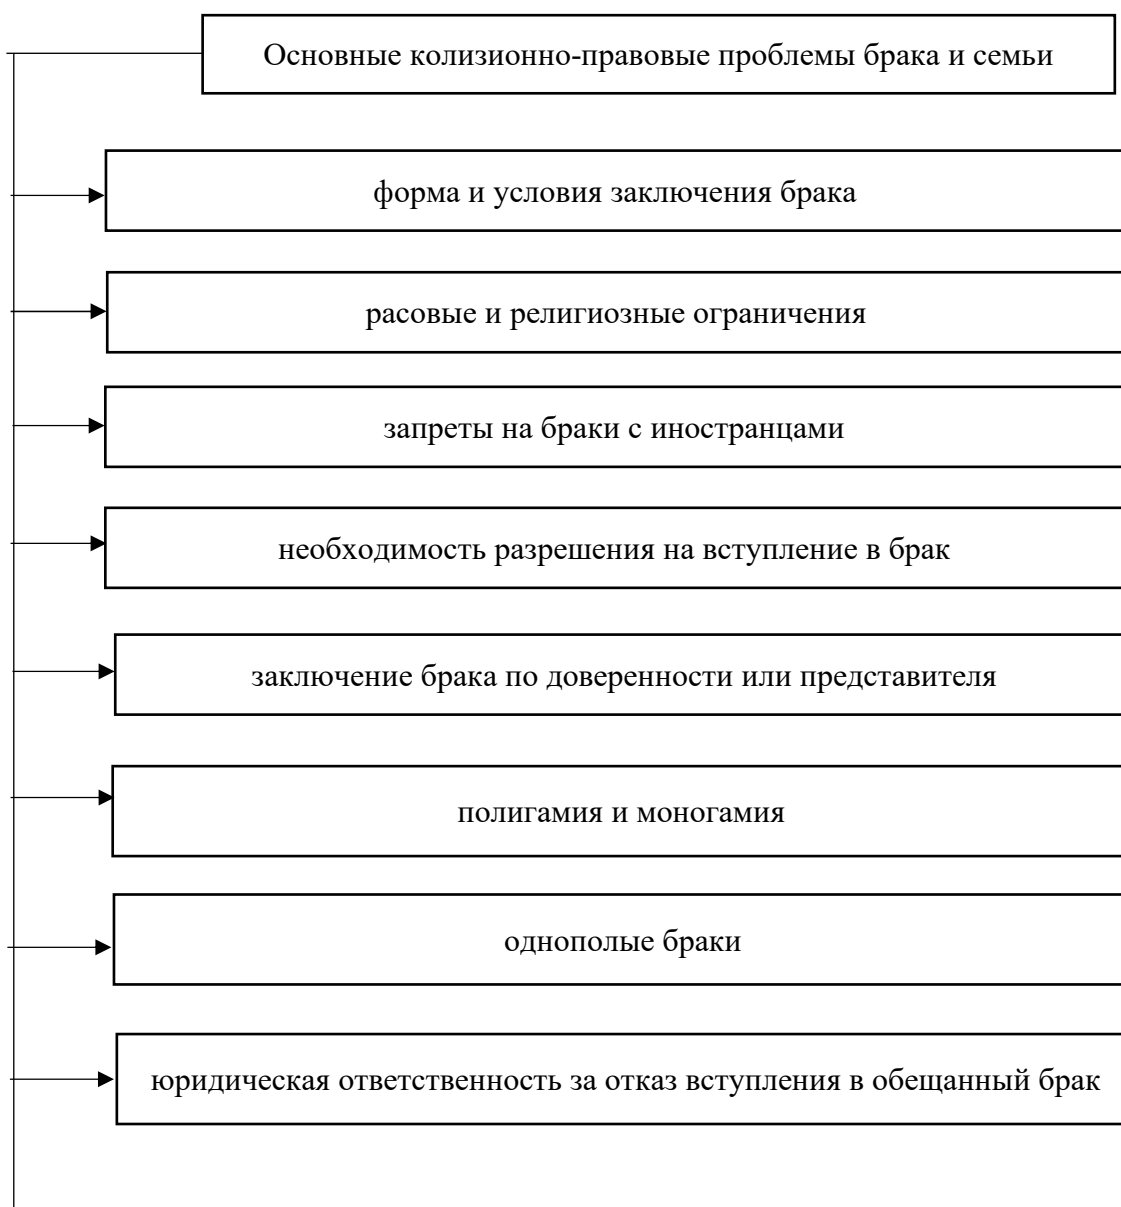 Основные колизионно-правовые проблемы брака и семьи
форма и условия заключения брака
расовые и религиозные ограничения
запреты на браки с иностранцами
необходимость разрешения на вступление в брак
заключение брака по доверенности или представителя
полигамия и моногамия
однополые браки
юридическая ответственность за отказ вступления в обещанный брак